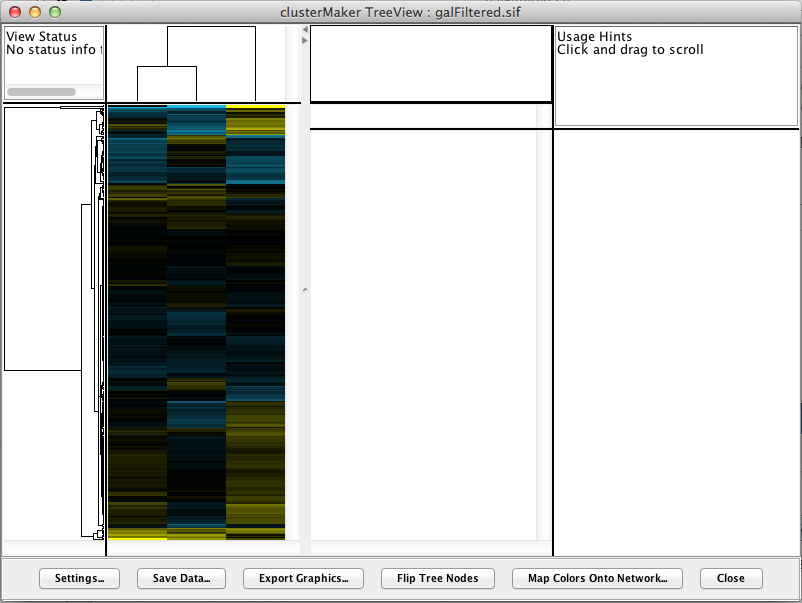 clusterMaker TreeView : galFiltered.sif
View Status
No status info f
Usage Hints
Click and drag to scroll
Settings...
Save Data...
Export Graphics...
Flip Tree Nodes
Map Colors Onto Network...
Close